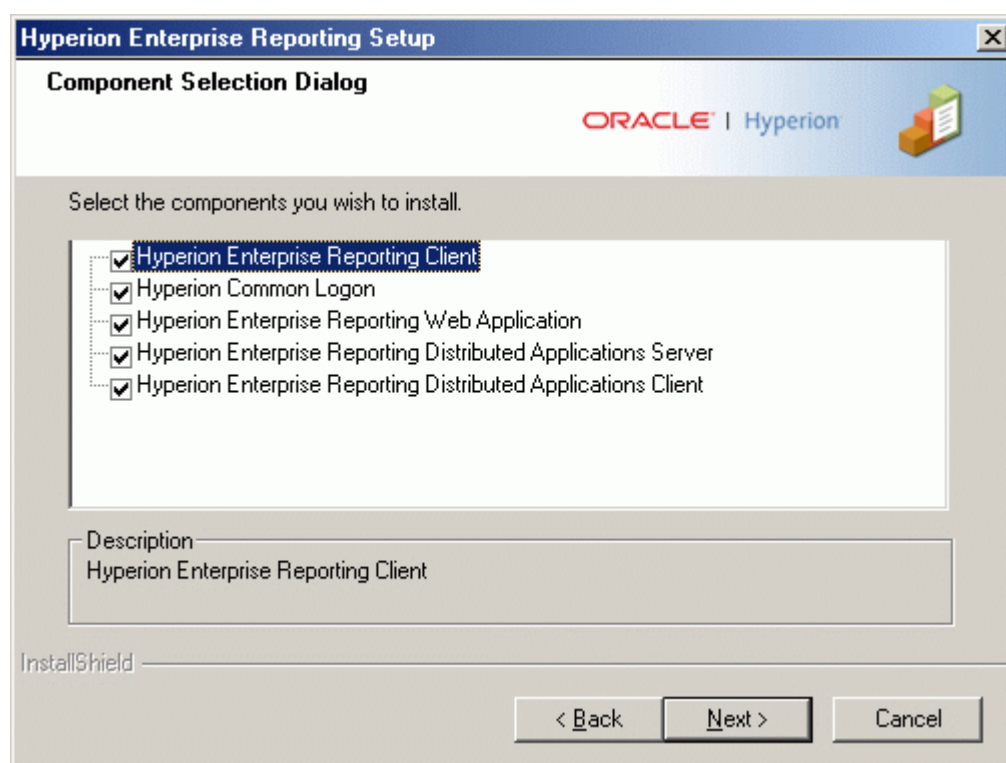 Hyperion Enterprise Reporting Setup
Component Selection Dialog
ORACLE | Hyperion
Select the components you wish to install.
Hyperion Enterprise Reporting Client
Hyperion Common Logon
Hyperion Enterprise Reporting Web Application
Hyperion Enterprise Reporting Distributed Applications Server
Hyperion Enterprise Reporting Distributed Applications Client
Description
Hyperion Enterprise Reporting Client
InstallShield
< Back Next > Cancel